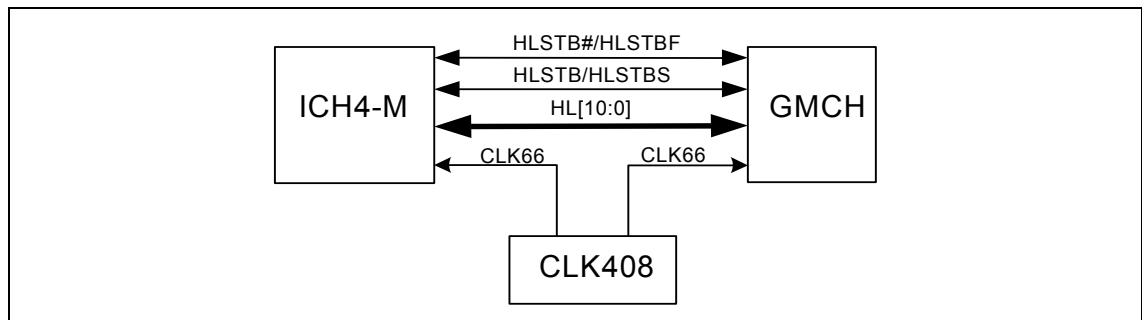 HLSTB#/HLSTBF
HLSTB/HLSTBS
ICH4-M
HL[10:0]
GMCH
CLK66
CLK66
CLK408